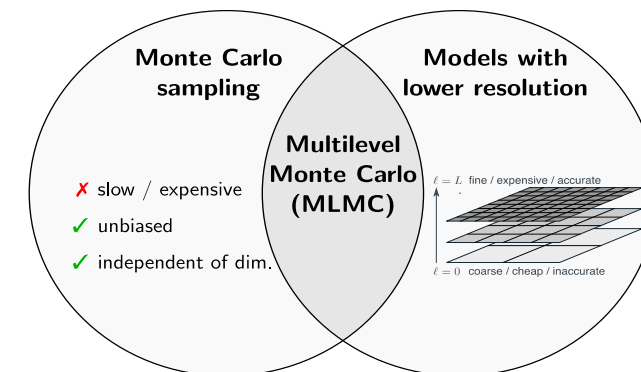 Monte Carlo
sampling
✗ slow / expensive
✓ unbiased
✓ independent of dim.
Multilevel
Monte Carlo
(MLMC)
Models with
lower resolution
ℓ = L fine / expensive / accurate
ℓ = 0 coarse / cheap / inaccurate